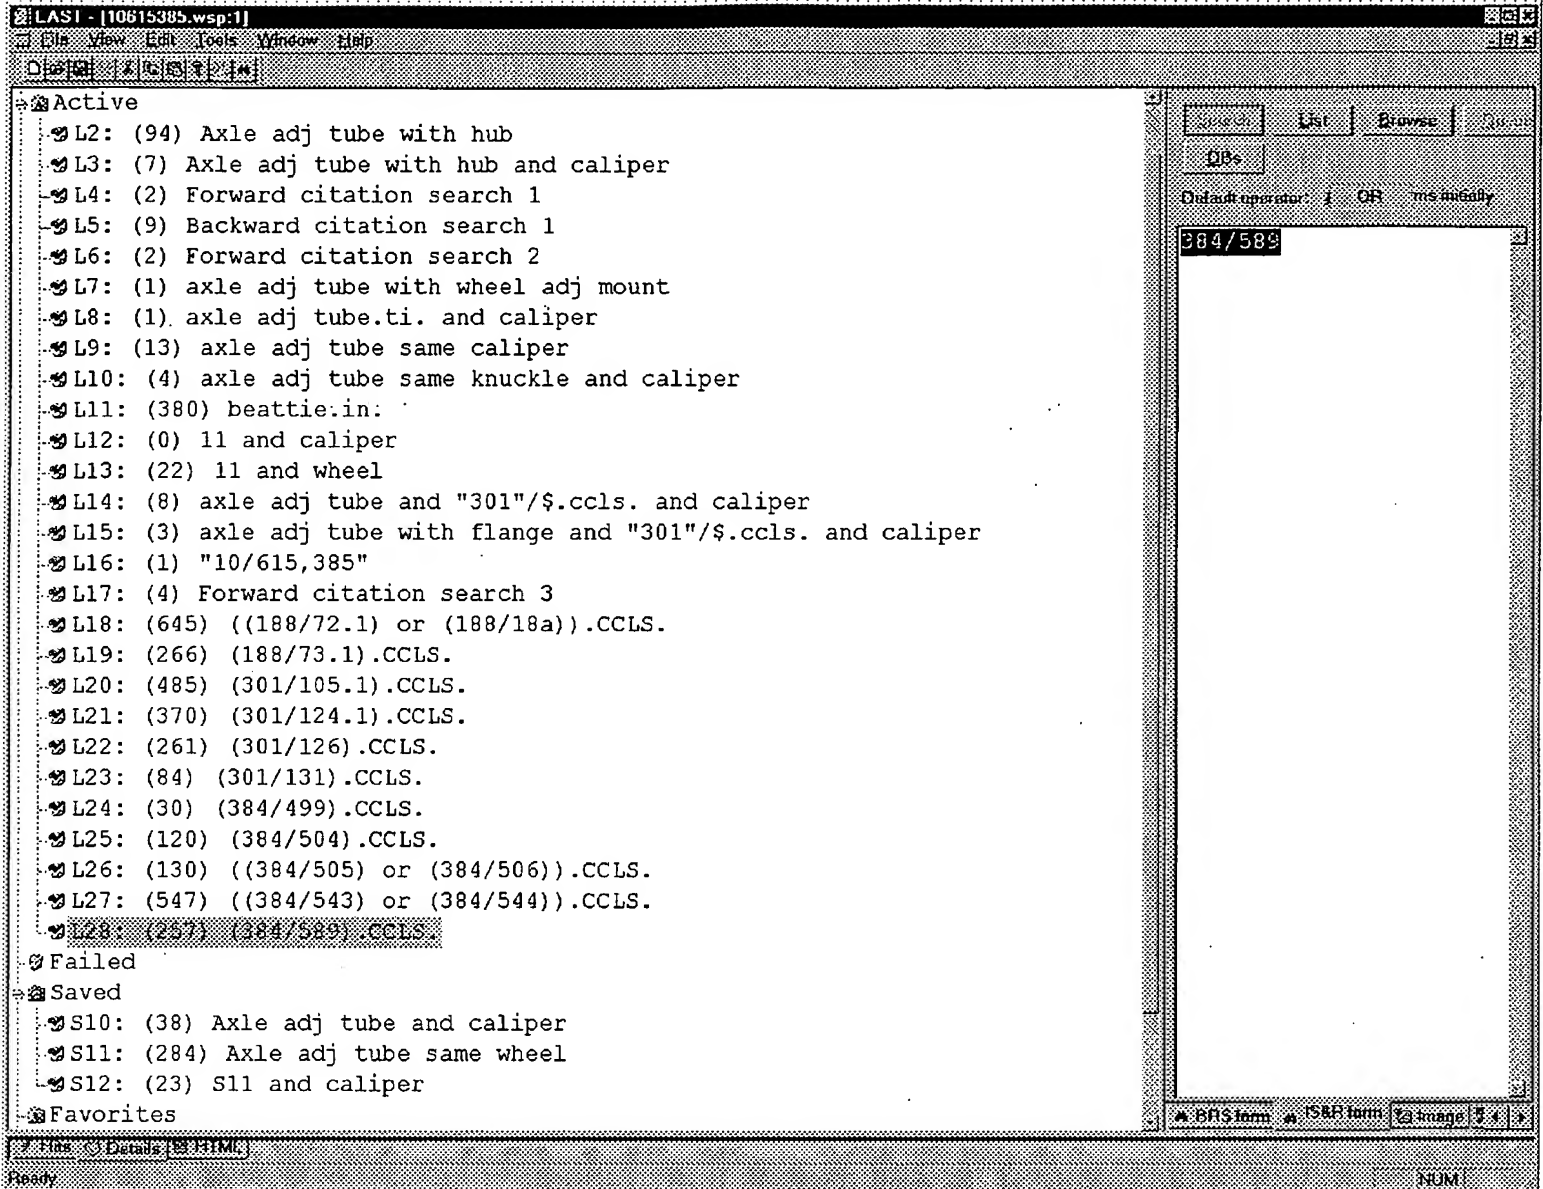 LAST - [10615385.wsp:1]
File View Edit Tools Window Help
Active
L2: (94) Axle adj tube with hub
L3: (7) Axle adj tube with hub and caliper
L4: (2) Forward citation search 1
L5: (9) Backward citation search 1
L6: (2) Forward citation search 2
L7: (1) axle adj tube with wheel adj mount
L8: (1) axle adj tube.ti. and caliper
L9: (13) axle adj tube same caliper
L10: (4) axle adj tube same knuckle and caliper
L11: (380) beattie.in.
L12: (0) 11 and caliper
L13: (22) 11 and wheel
L14: (8) axle adj tube and "301"/$.ccls. and caliper
L15: (3) axle adj tube with flange and "301"/$.ccls. and caliper
L16: (1) "10/615,385"
L17: (4) Forward citation search 3
L18: (645) ((188/72.1) or (188/18a)).CCLS.
L19: (266) (188/73.1).CCLS.
L20: (485) (301/105.1).CCLS.
L21: (370) (301/124.1).CCLS.
L22: (261) (301/126).CCLS.
L23: (84) (301/131).CCLS.
L24: (30) (384/499).CCLS.
L25: (120) (384/504).CCLS.
L26: (130) ((384/505) or (384/506)).CCLS.
L27: (547) ((384/543) or (384/544)).CCLS.
L28: (257) (384/589).CCLS.
Failed
Saved
S10: (38) Axle adj tube and caliper
S11: (284) Axle adj tube same wheel
S12: (23) S11 and caliper
Favorites
Search List Browse
DBs
Default operator: OR
384/589
BRS form IS&R form Image
Hits Details HTML
Ready NUM